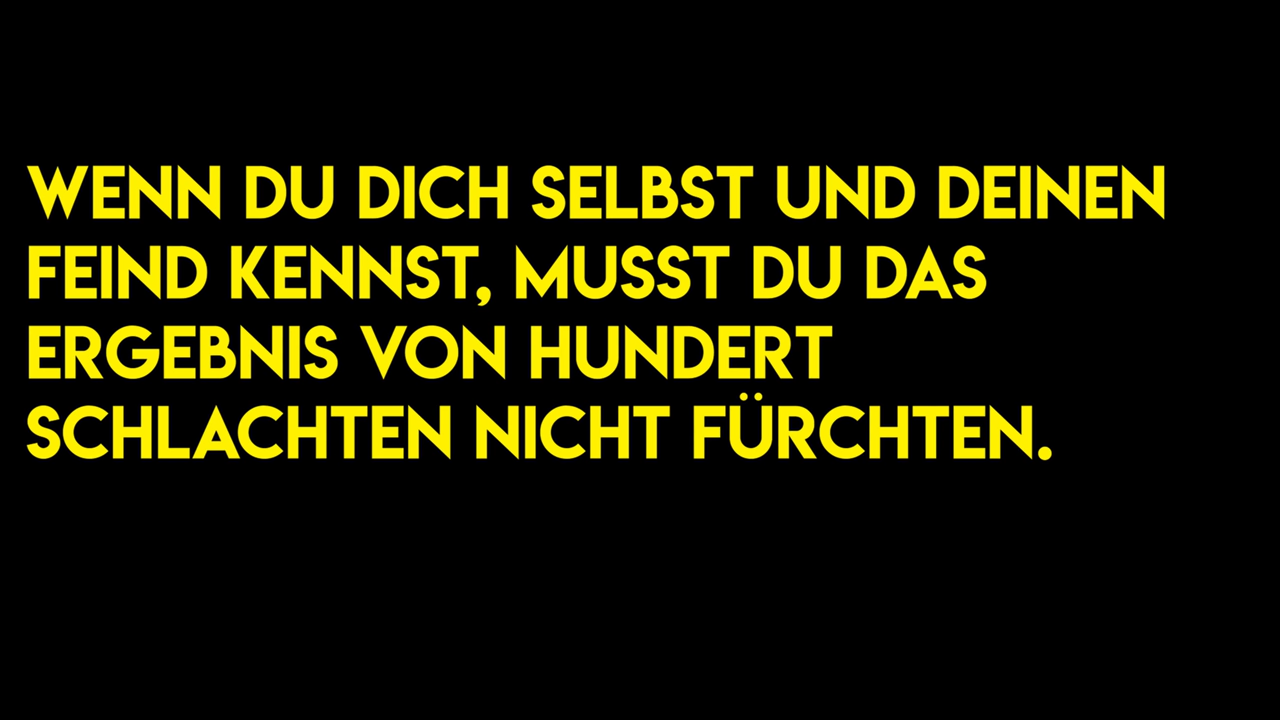 WENN DU DICH SELBST UND DEINEN
FEIND KENNST, MUSST DU DAS
ERGEBNIS VON HUNDERT
SCHLACHTEN NICHT FÜRCHTEN.